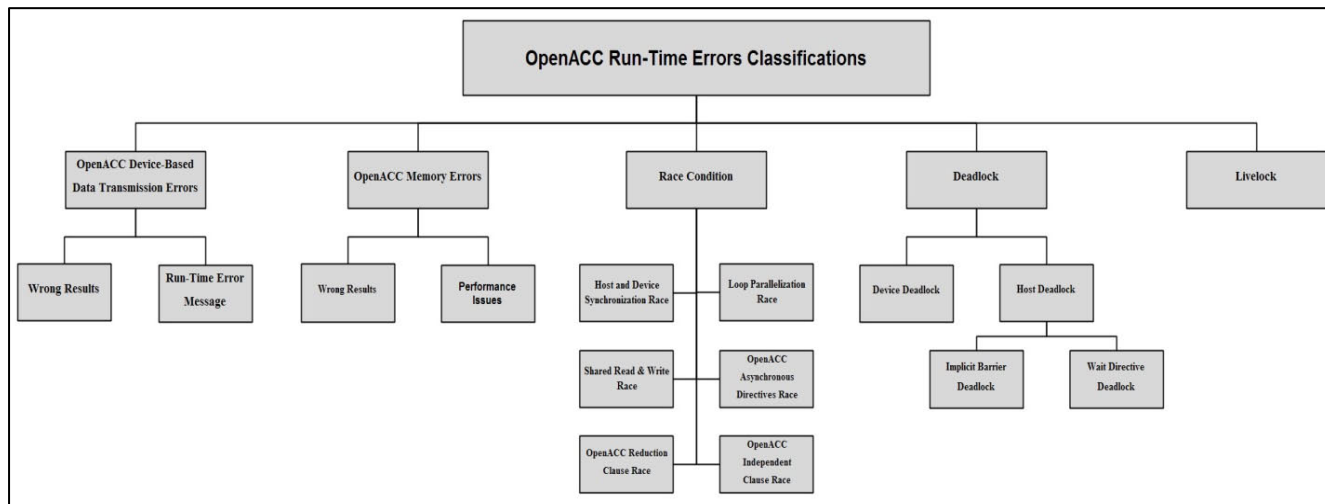 OpenACC Run-Time Errors Classifications
OpenACC Device-Based
Data Transmission Errors
OpenACC Memory Errors
Race Condition
Deadlock
Livelock
Wrong Results
Run-Time Error
Message
Wrong Results
Performance
Issues
Host and Device
Synchronization Race
Loop Parallelization
Race
Device Deadlock
Host Deadlock
Shared Read & Write
Race
OpenACC
Asynchronous
Directives Race
Implicit Barrier
Deadlock
Wait Directive
Deadlock
OpenACC Reduction
Clause Race
OpenACC
Independent
Clause Race